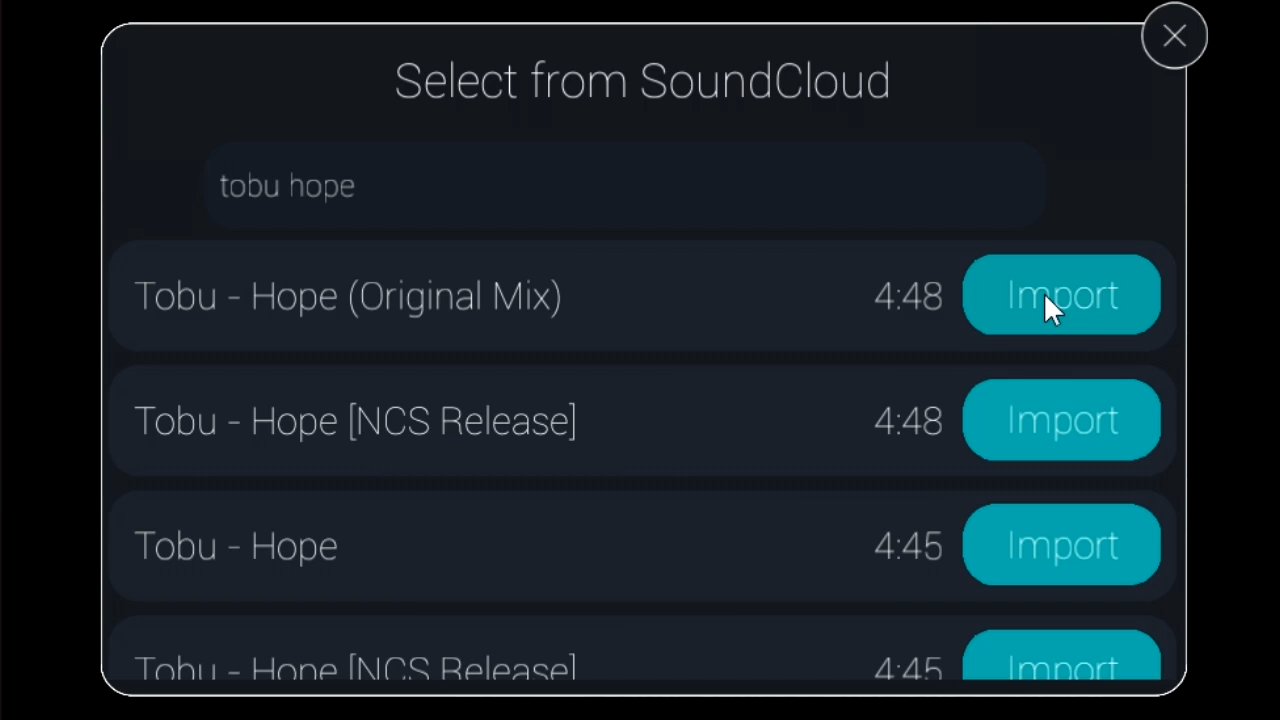 Select from SoundCloud
tobu hope
Tobu - Hope (Original Mix) 4:48 Import
Tobu - Hope [NCS Release] 4:48 Import
Tobu - Hope 4:45 Import
Tobu - Hope [NCS Release] 4:45 Import